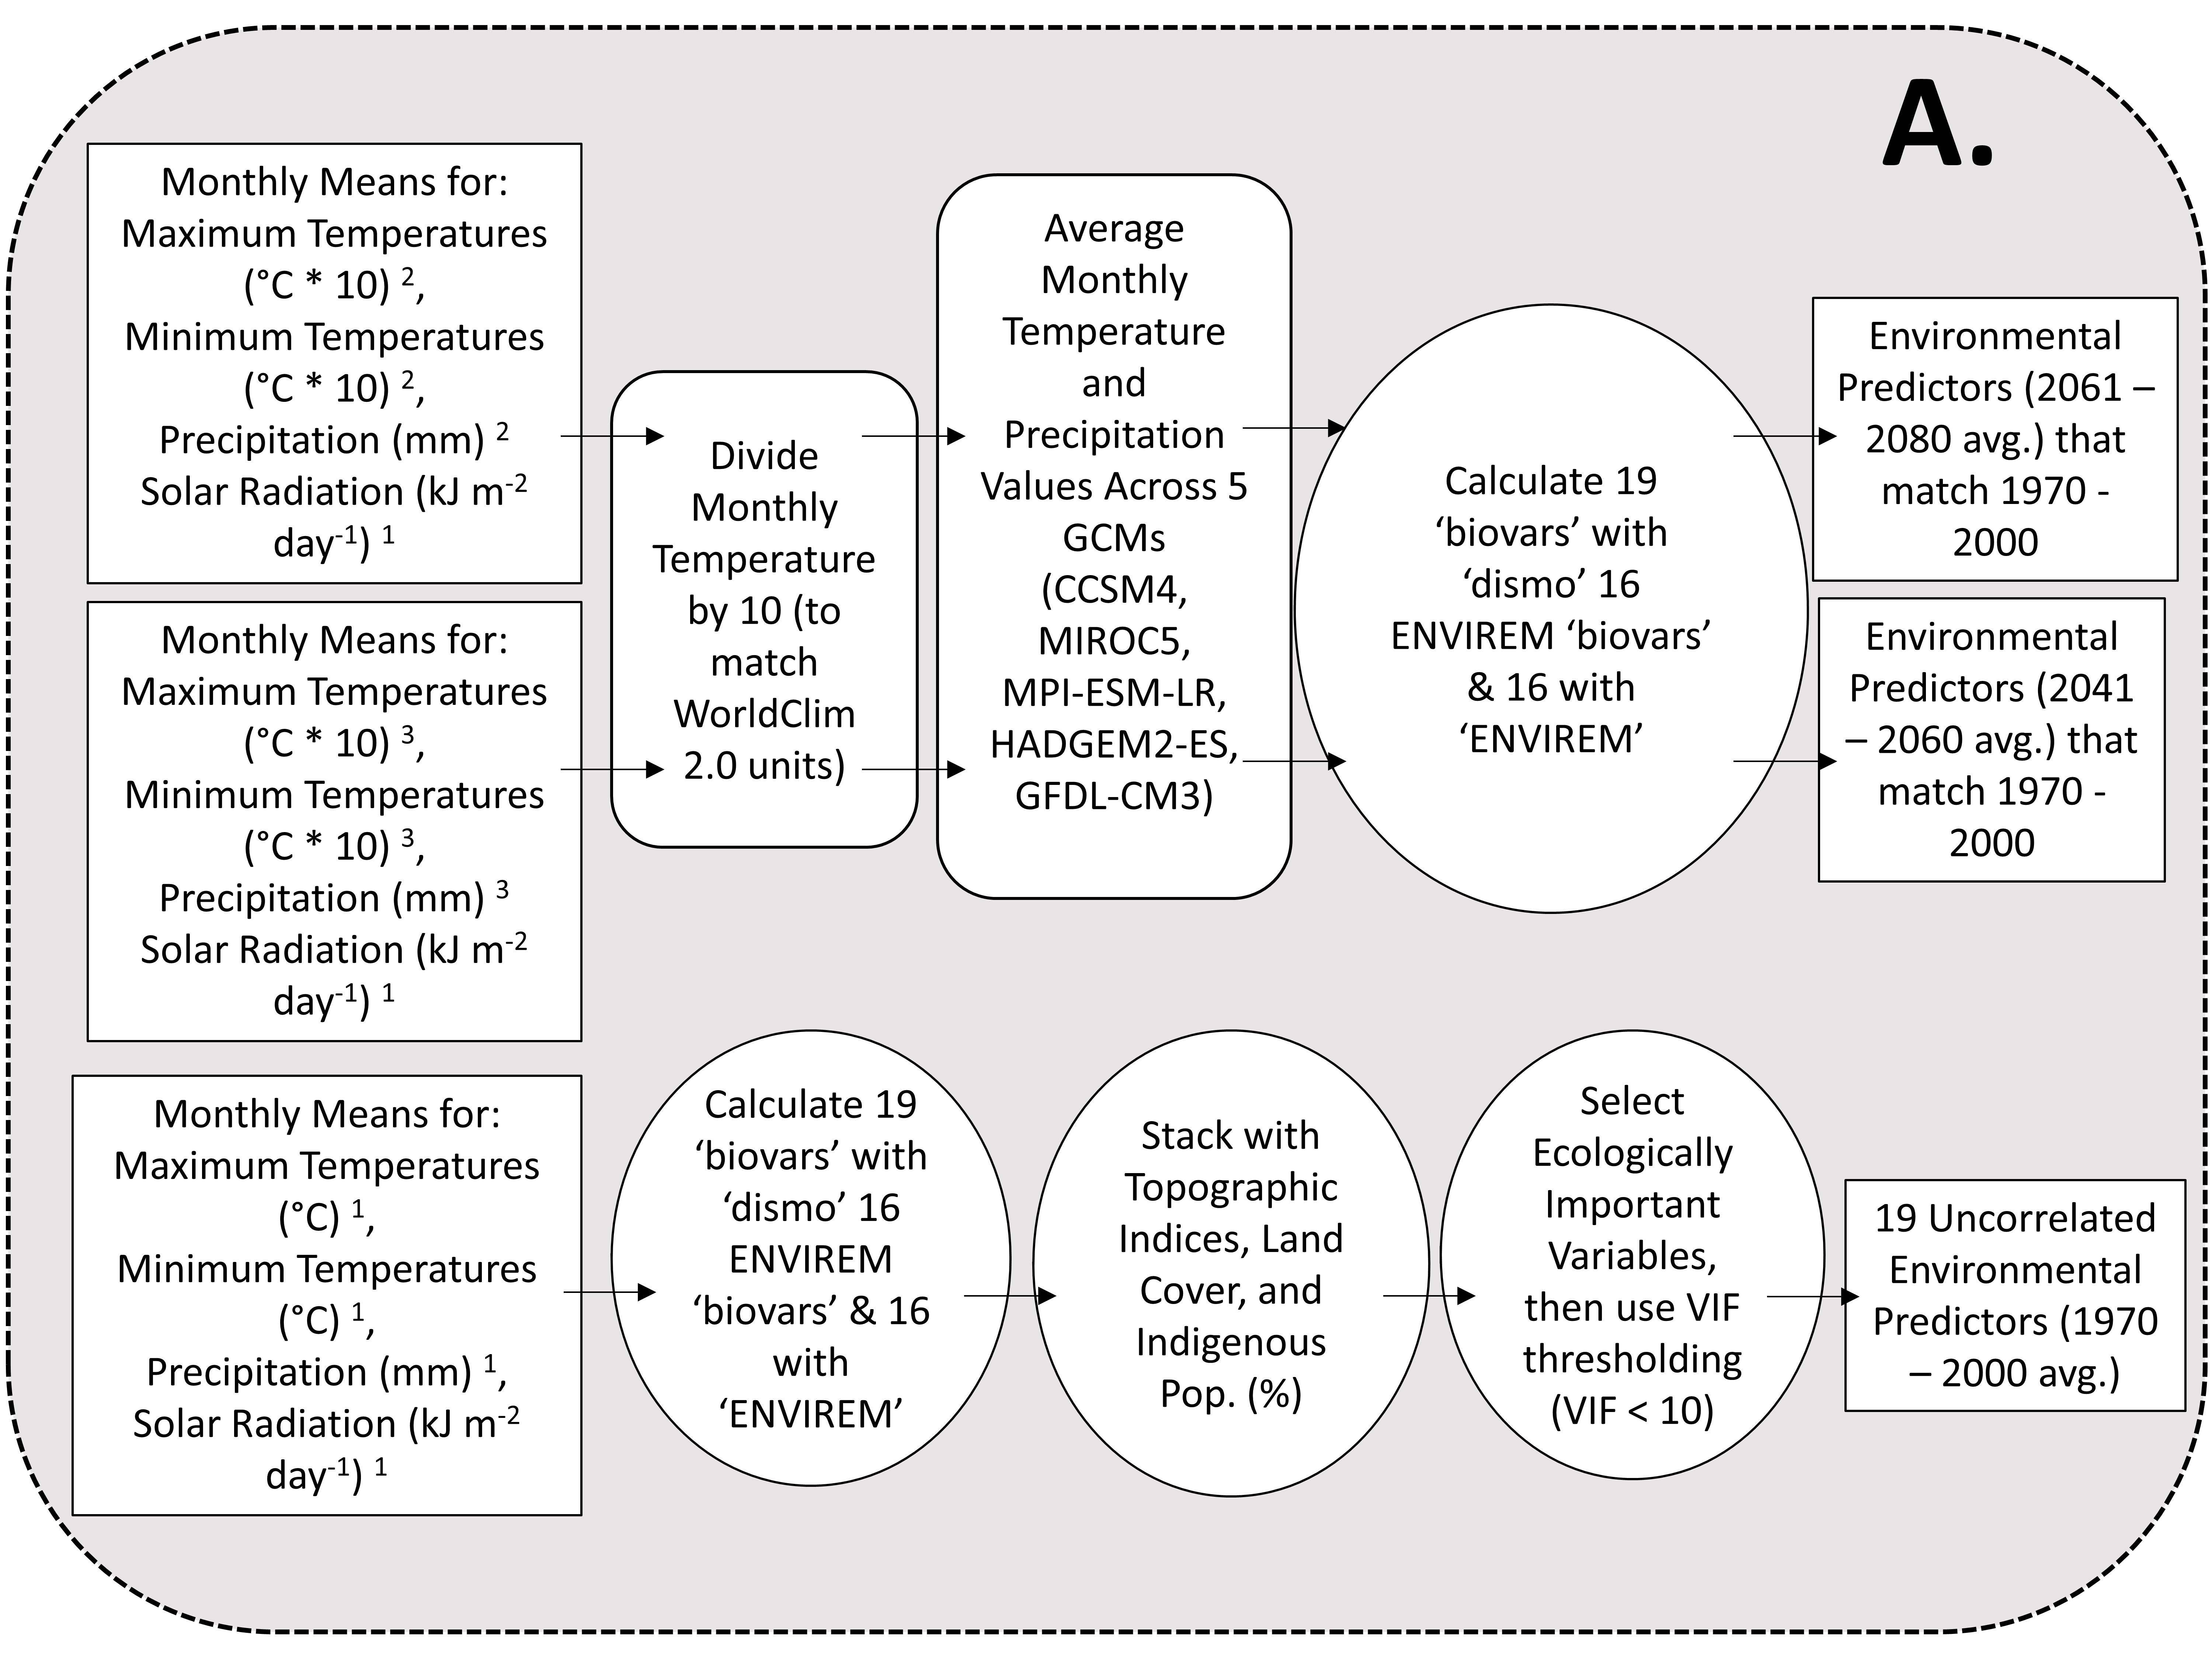 A.
Monthly Means for:
Maximum Temperatures
(°C * 10) ²,
Minimum Temperatures
(°C * 10) ²,
Precipitation (mm) ²
Solar Radiation (kJ m⁻²
day⁻¹) ¹
Monthly Means for:
Maximum Temperatures
(°C * 10) ³,
Minimum Temperatures
(°C * 10) ³,
Precipitation (mm) ³
Solar Radiation (kJ m⁻²
day⁻¹) ¹
Divide
Monthly
Temperature
by 10 (to
match
WorldClim
2.0 units)
Average
Monthly
Temperature
and
Precipitation
Values Across 5
GCMs
(CCSM4,
MIROC5,
MPI-ESM-LR,
HADGEM2-ES,
GFDL-CM3)
Calculate 19
‘biovars’ with
‘dismo’ 16
ENVIREM ‘biovars’
& 16 with
‘ENVIREM’
Environmental
Predictors (2061 –
2080 avg.) that
match 1970 -
2000
Environmental
Predictors (2041
– 2060 avg.) that
match 1970 -
2000
Monthly Means for:
Maximum Temperatures
(°C) ¹,
Minimum Temperatures
(°C) ¹,
Precipitation (mm) ¹,
Solar Radiation (kJ m⁻²
day⁻¹) ¹
Calculate 19
‘biovars’ with
‘dismo’ 16
ENVIREM
‘biovars’ & 16
with
‘ENVIREM’
Stack with
Topographic
Indices, Land
Cover, and
Indigenous
Pop. (%)
Select
Ecologically
Important
Variables,
then use VIF
thresholding
(VIF < 10)
19 Uncorrelated
Environmental
Predictors (1970
– 2000 avg.)